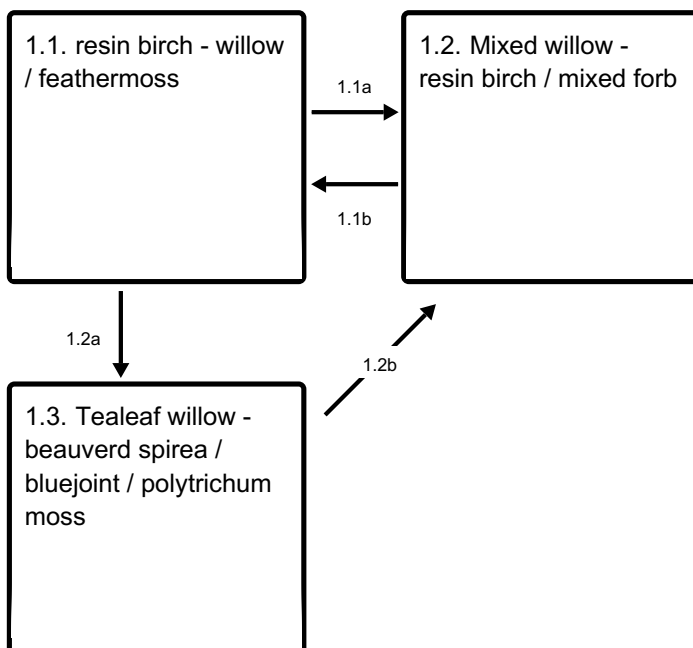 1.1. resin birch - willow
/ feathermoss
1.1a
1.2. Mixed willow -
resin birch / mixed forb
1.1b
1.2a
1.2b
1.3. Tealeaf willow -
beauverd spirea /
bluejoint / polytrichum
moss